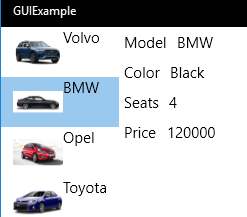 GUIExample
Volvo
BMW
Opel
Toyota
Model BMW
Color Black
Seats 4
Price 120000